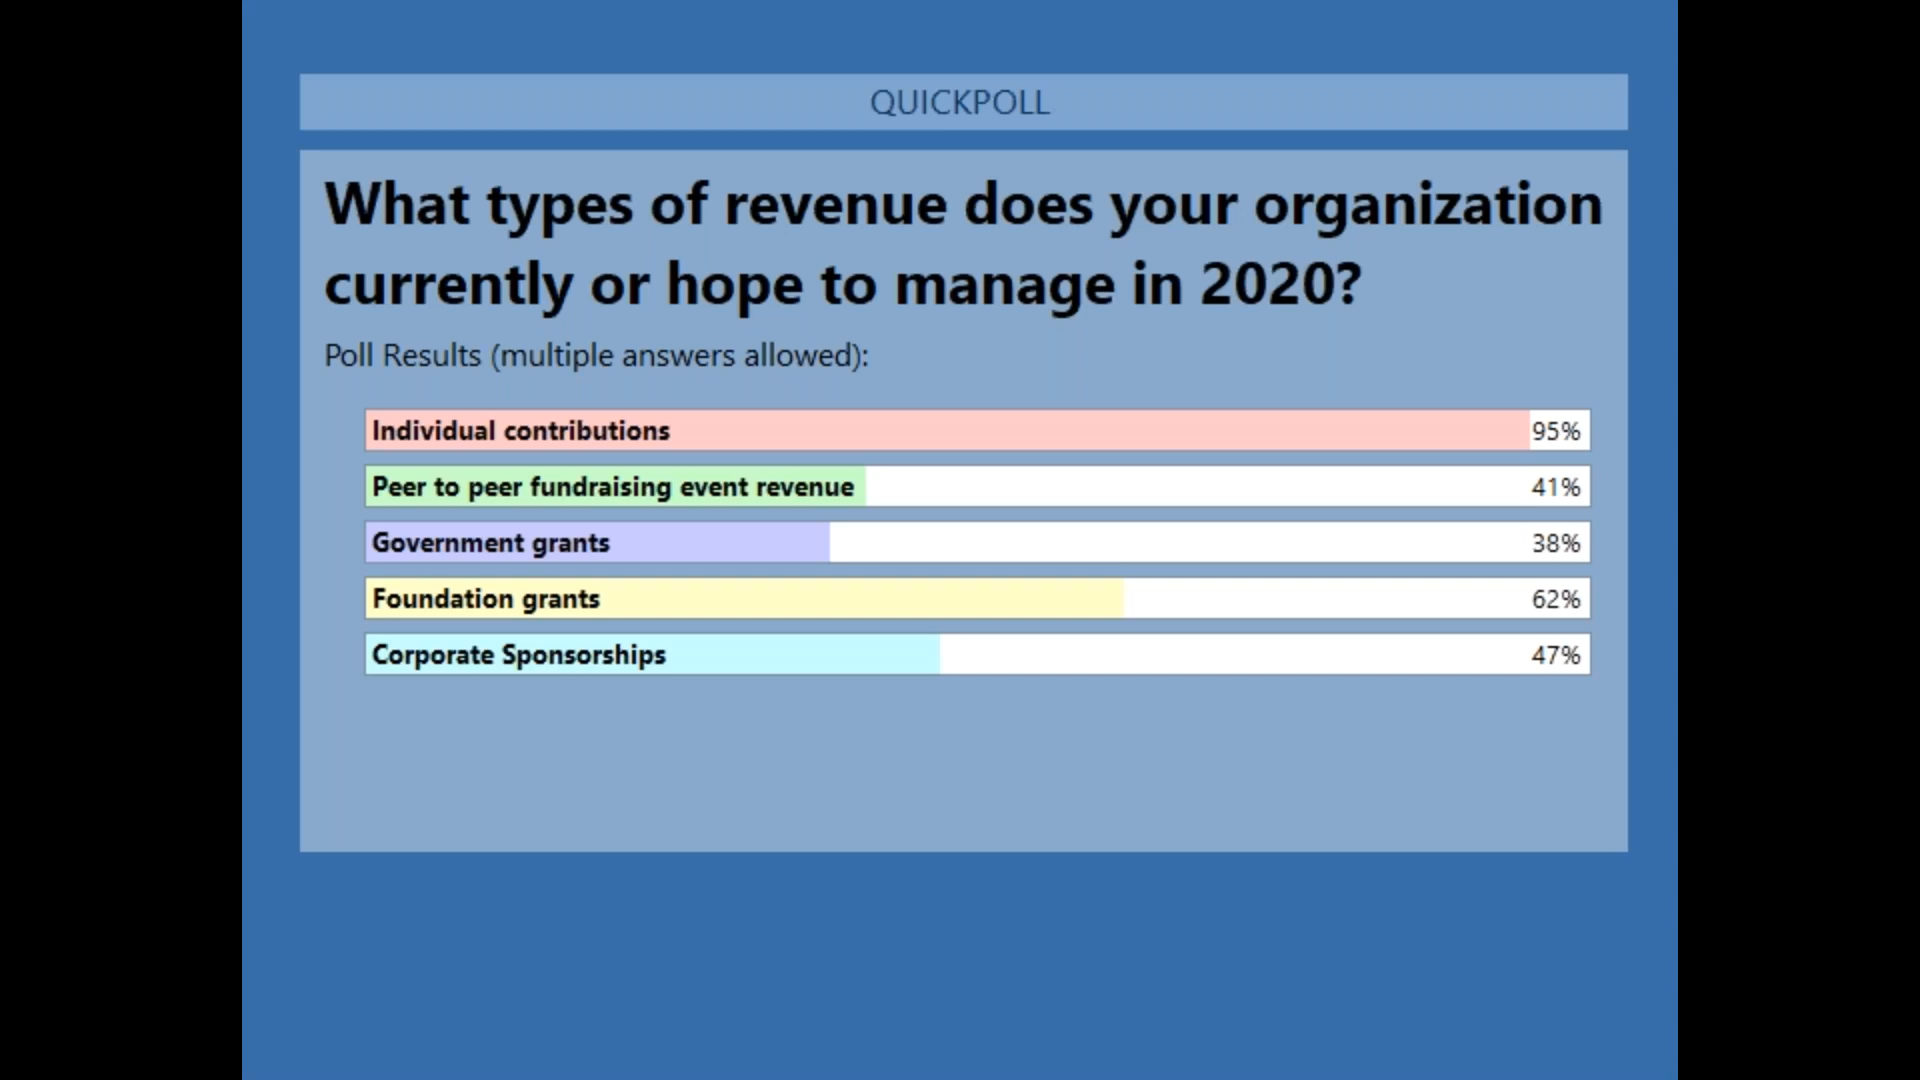 QUICKPOLL
What types of revenue does your organization
currently or hope to manage in 2020?
Poll Results (multiple answers allowed):
Individual contributions 95%
Peer to peer fundraising event revenue 41%
Government grants 38%
Foundation grants 62%
Corporate Sponsorships 47%